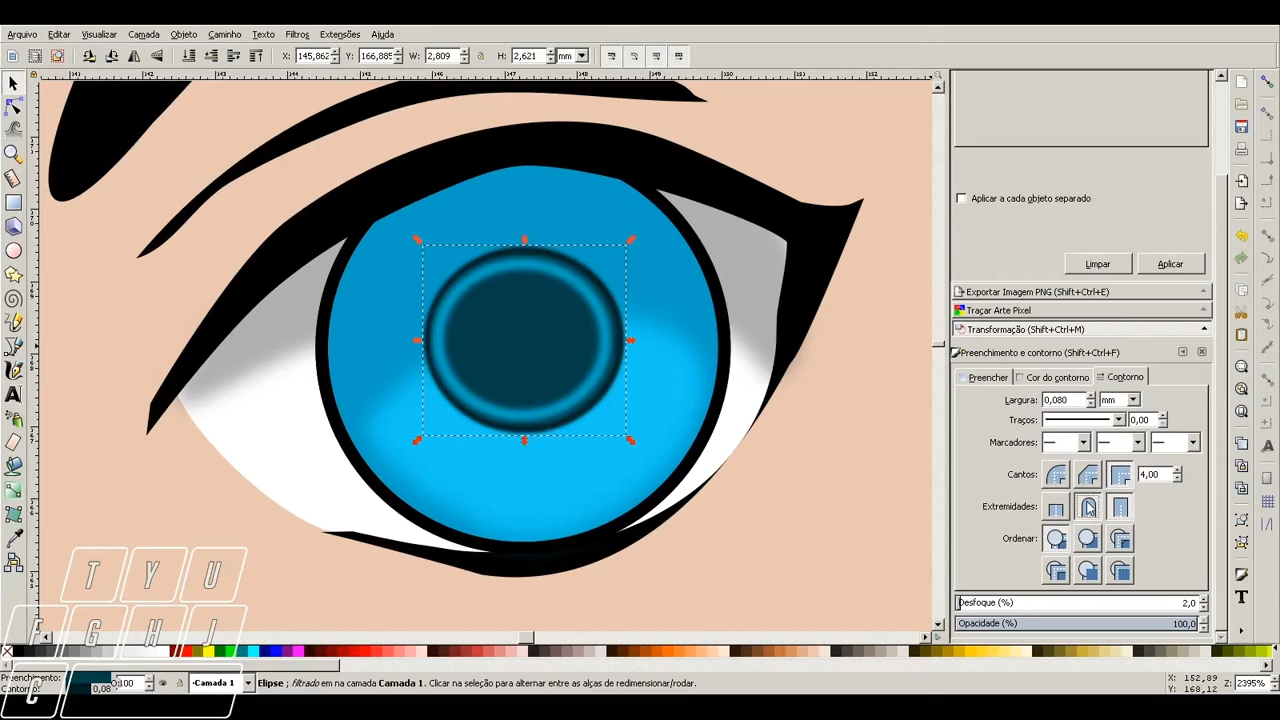 Arquivo Editar Visualizar Camada Objeto Caminho Texto Filtros Extensões Ajuda
X: 145,862 Y: 166,885 W: 2,809 H: 2,621 mm
Aplicar a cada objeto separado
Limpar Aplicar
Exportar Imagem PNG (Shift+Ctrl+E)
Traçar Arte Pixel
Transformação (Shift+Ctrl+M)
Preenchimento e contorno (Shift+Ctrl+F)
Preencher Cor do contorno Contorno
Largura: 0,080 mm
Traços: 0,00
Marcadores:
Cantos: 4,00
Extremidades:
Ordenar:
Desfoque (%) 2,0
Opacidade (%) 100,0
T Y U
F G H J
C
Preenchimento:
Contorno: 0,08 O: 100 Camada 1 Elipse ; filtrado em na camada Camada 1. Clicar na seleção para alternar entre as alças de redimensionar/rodar.
X: 152,89
Y: 168,12
Z: 2395%